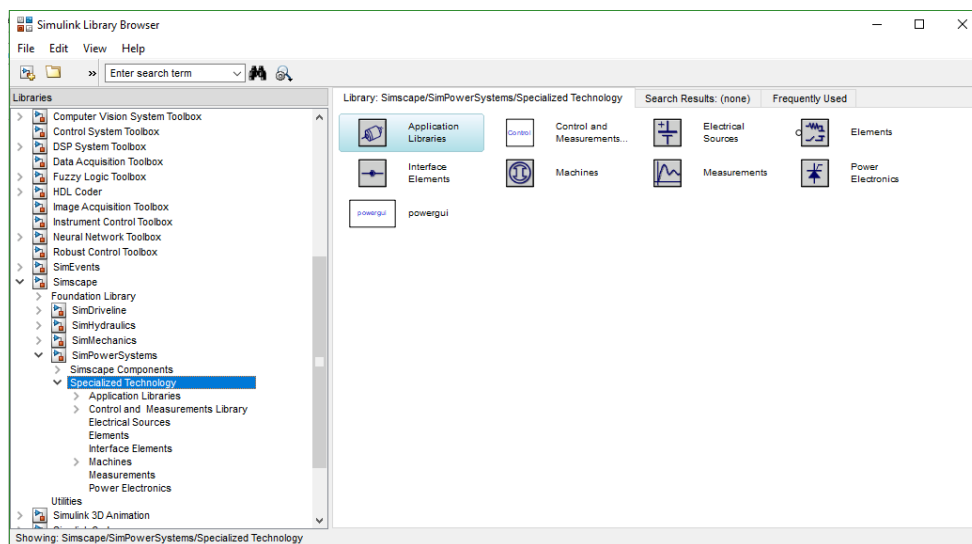 Simulink Library Browser
File Edit View Help
» Enter search term
Libraries
Computer Vision System Toolbox
Control System Toolbox
DSP System Toolbox
Data Acquisition Toolbox
Fuzzy Logic Toolbox
HDL Coder
Image Acquisition Toolbox
Instrument Control Toolbox
Neural Network Toolbox
Robust Control Toolbox
SimEvents
Simscape
Foundation Library
SimDriveline
SimHydraulics
SimMechanics
SimPowerSystems
Simscape Components
Specialized Technology
Application Libraries
Control and Measurements Library
Electrical Sources
Elements
Interface Elements
Machines
Measurements
Power Electronics
Utilities
Simulink 3D Animation
Library: Simscape/SimPowerSystems/Specialized Technology
Search Results: (none)
Frequently Used
Application
Libraries
Control
Control and
Measurements...
Electrical
Sources
Elements
Interface
Elements
Machines
Measurements
Power
Electronics
powergui
powergui
Showing: Simscape/SimPowerSystems/Specialized Technology